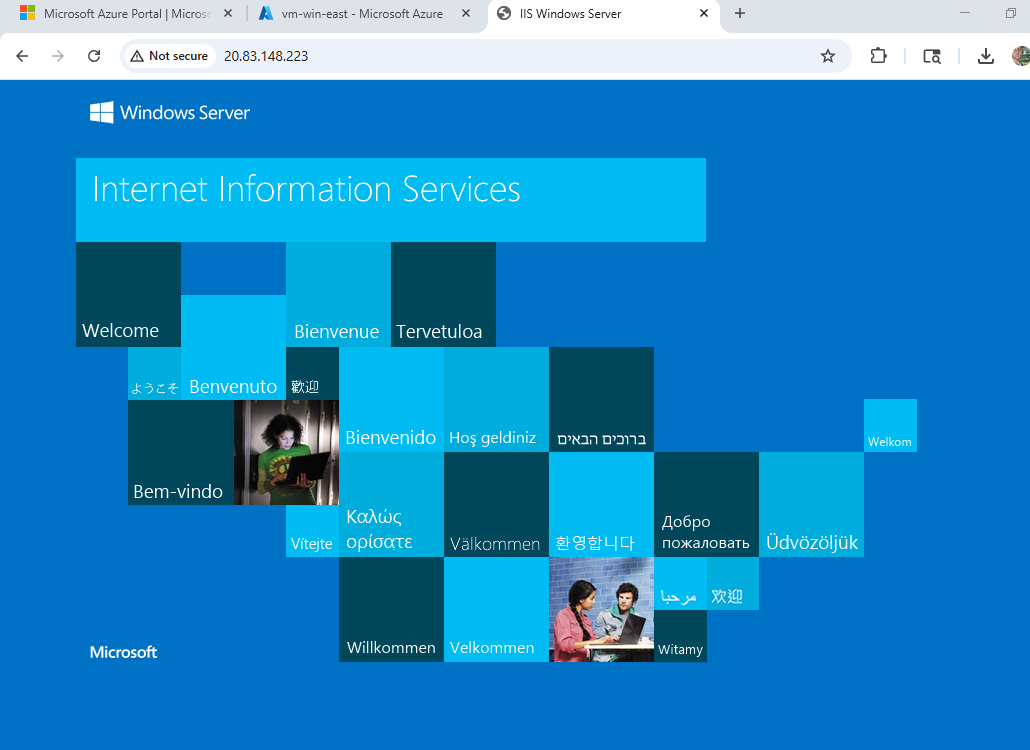 Microsoft Azure Portal | Micros
vm-win-east - Microsoft Azure
IIS Windows Server
Not secure
20.83.148.223
Windows Server
Internet Information Services
Welcome
Bienvenue
Tervetuloa
ようこそ
Benvenuto
歡迎
Bienvenido
Hoş geldiniz
ברוכים הבאים
Welkom
Bem-vindo
Vítejte
Καλώς
ορίσατε
Välkommen
환영합니다
Добро
пожаловать
Üdvözöljük
مرحبا
欢迎
Willkommen
Velkommen
Witamy
Microsoft